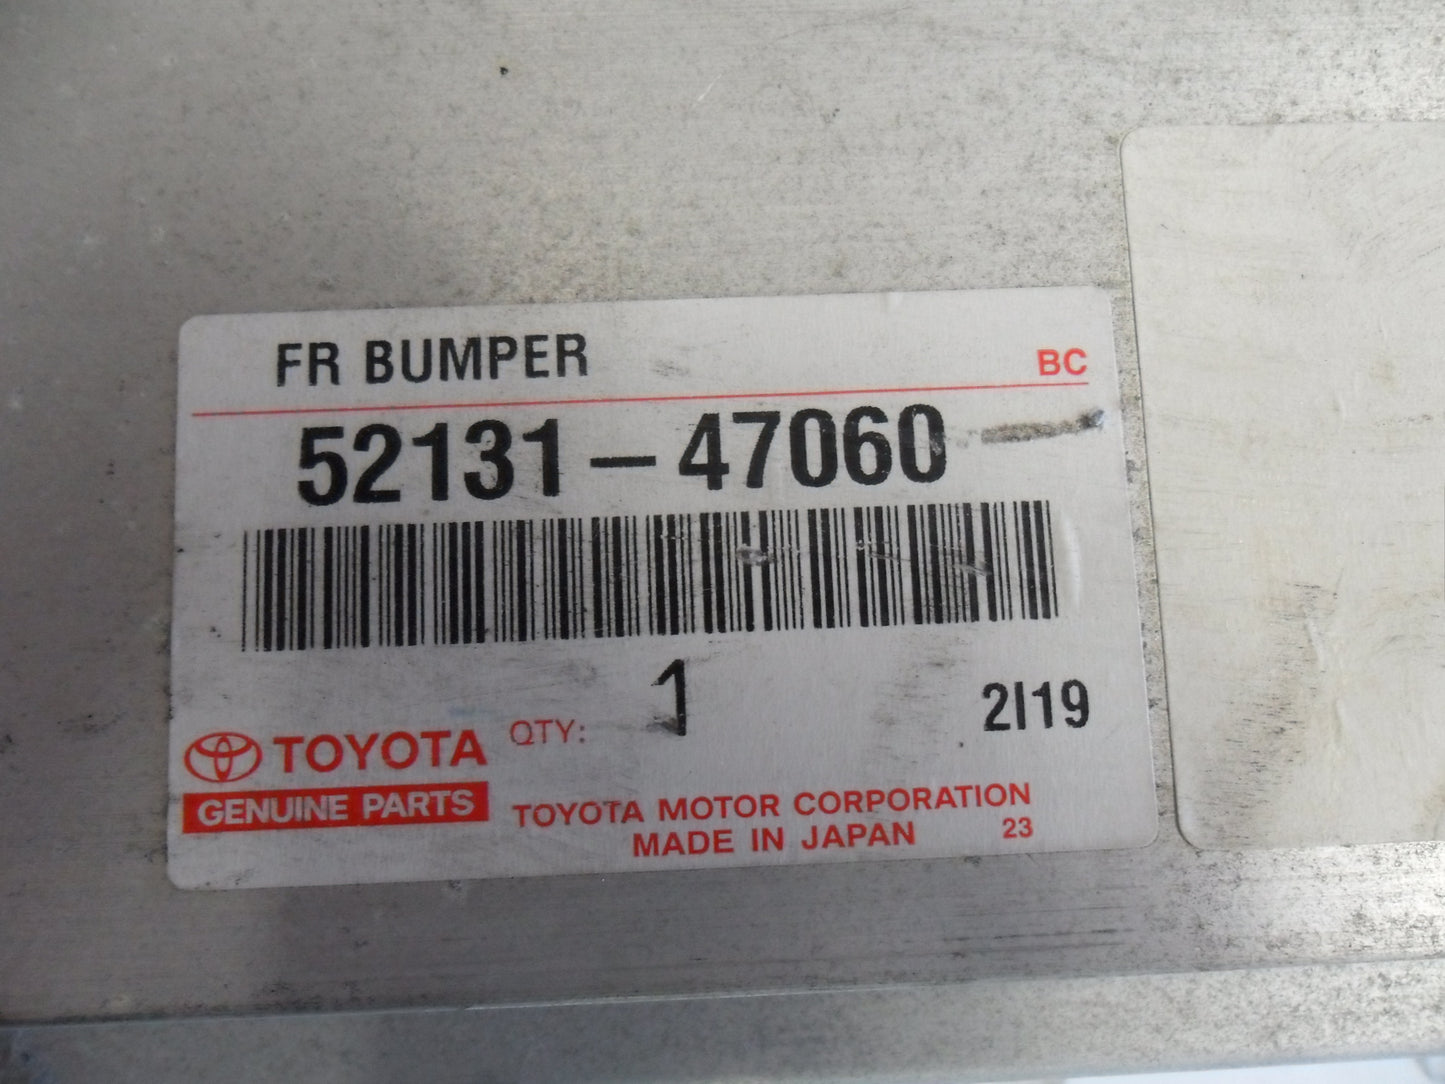 FR BUMPER
BC
52131-47060
1
2I19
TOYOTA
QTY:
GENUINE PARTS
TOYOTA MOTOR CORPORATION
MADE IN JAPAN
23